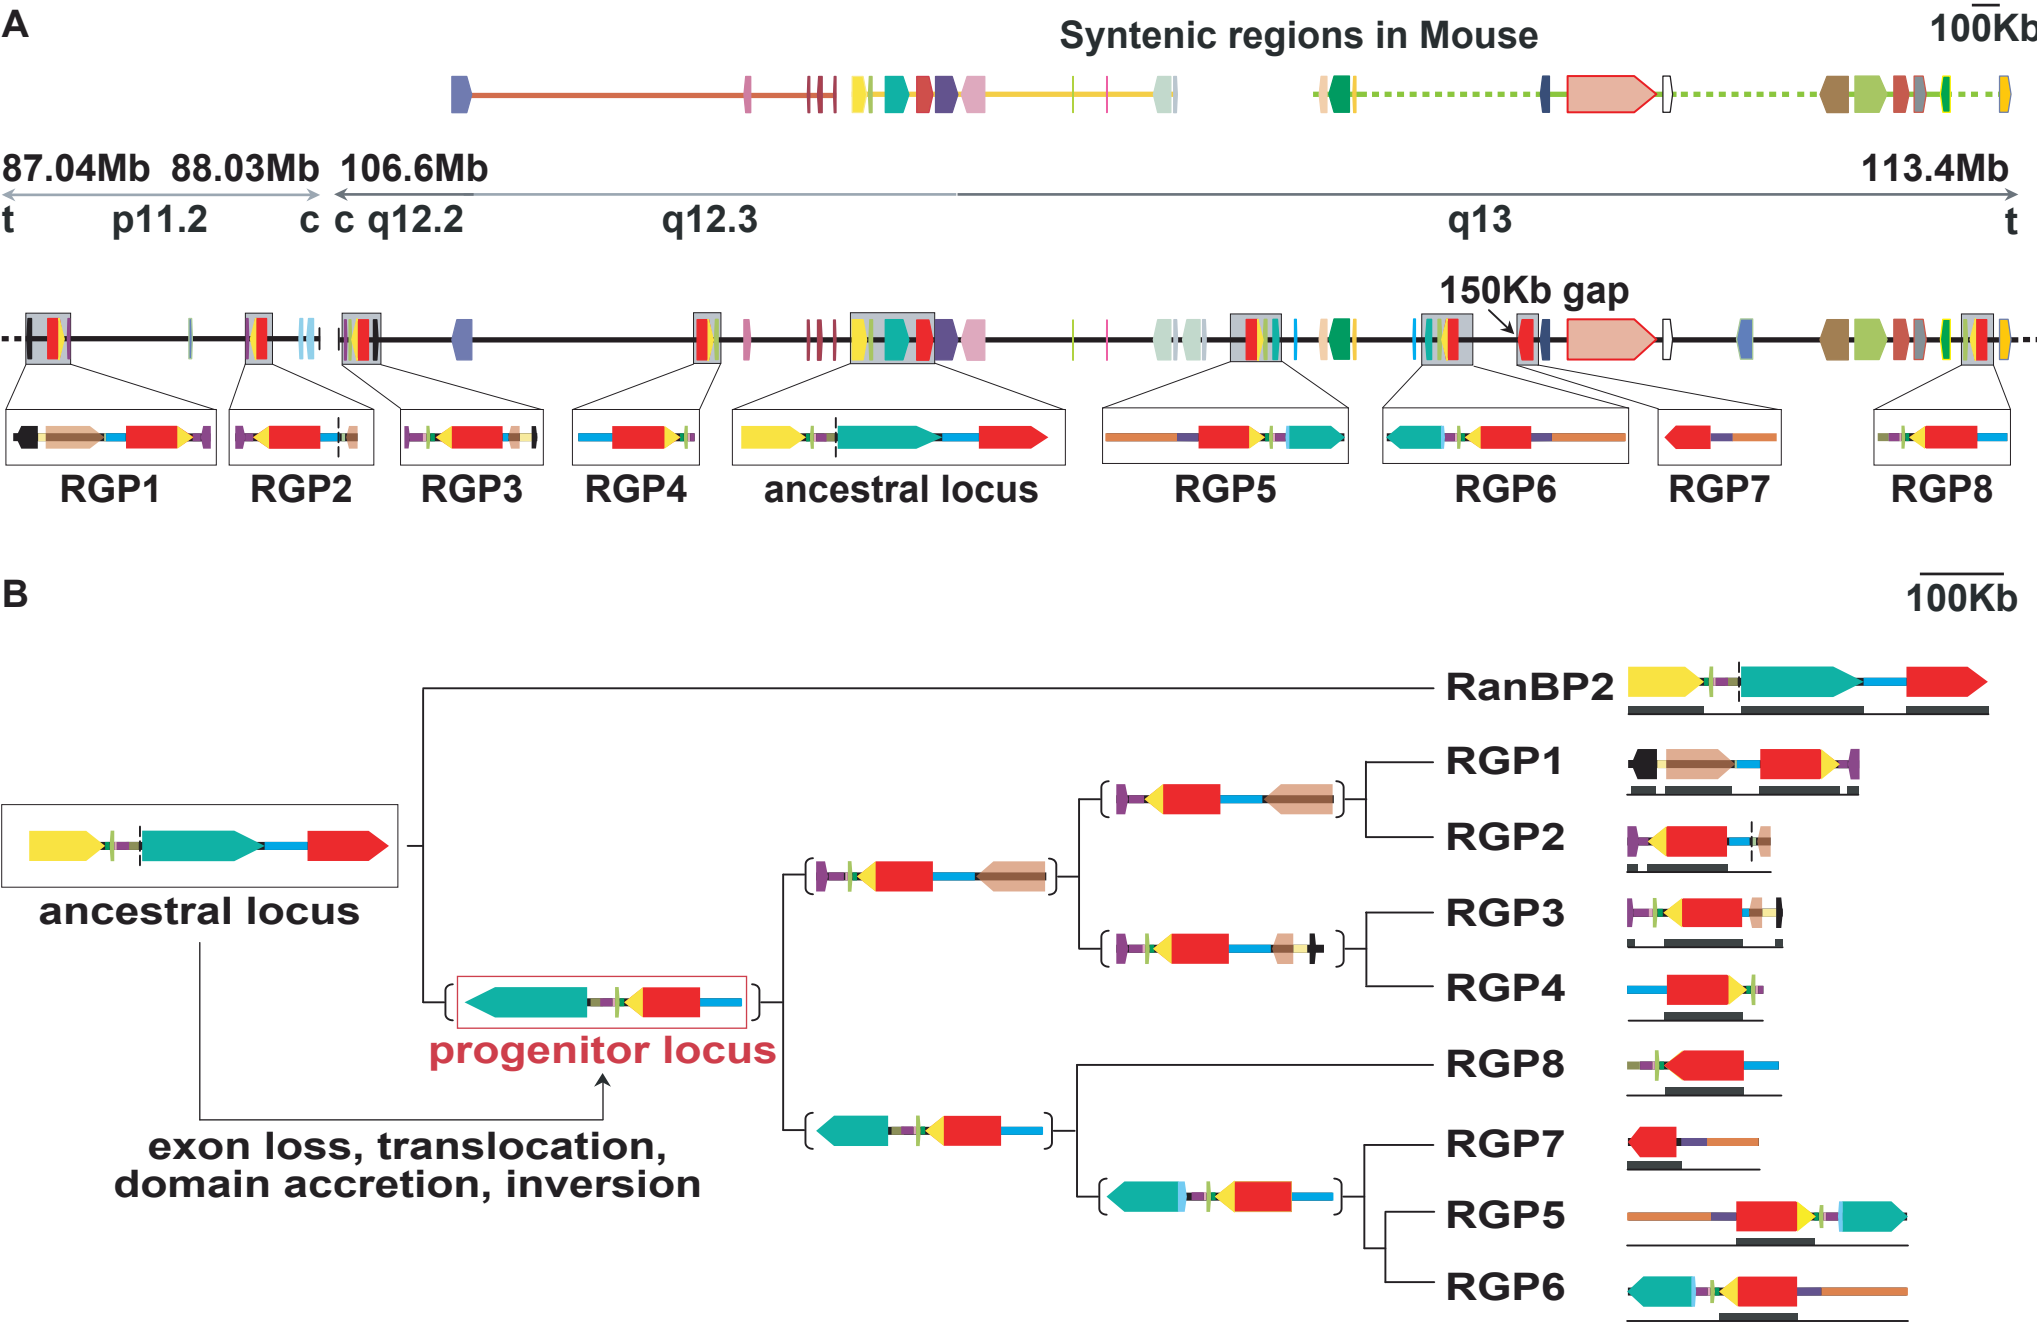 A
Syntenic regions in Mouse
100Kb
87.04Mb 88.03Mb 106.6Mb 113.4Mb
t p11.2 c c q12.2 q12.3 q13 t
150Kb gap
RGP1 RGP2 RGP3 RGP4 ancestral locus RGP5 RGP6 RGP7 RGP8
B
100Kb
RanBP2
RGP1
RGP2
RGP3
RGP4
RGP8
RGP7
RGP5
RGP6
ancestral locus
progenitor locus
exon loss, translocation,
domain accretion, inversion